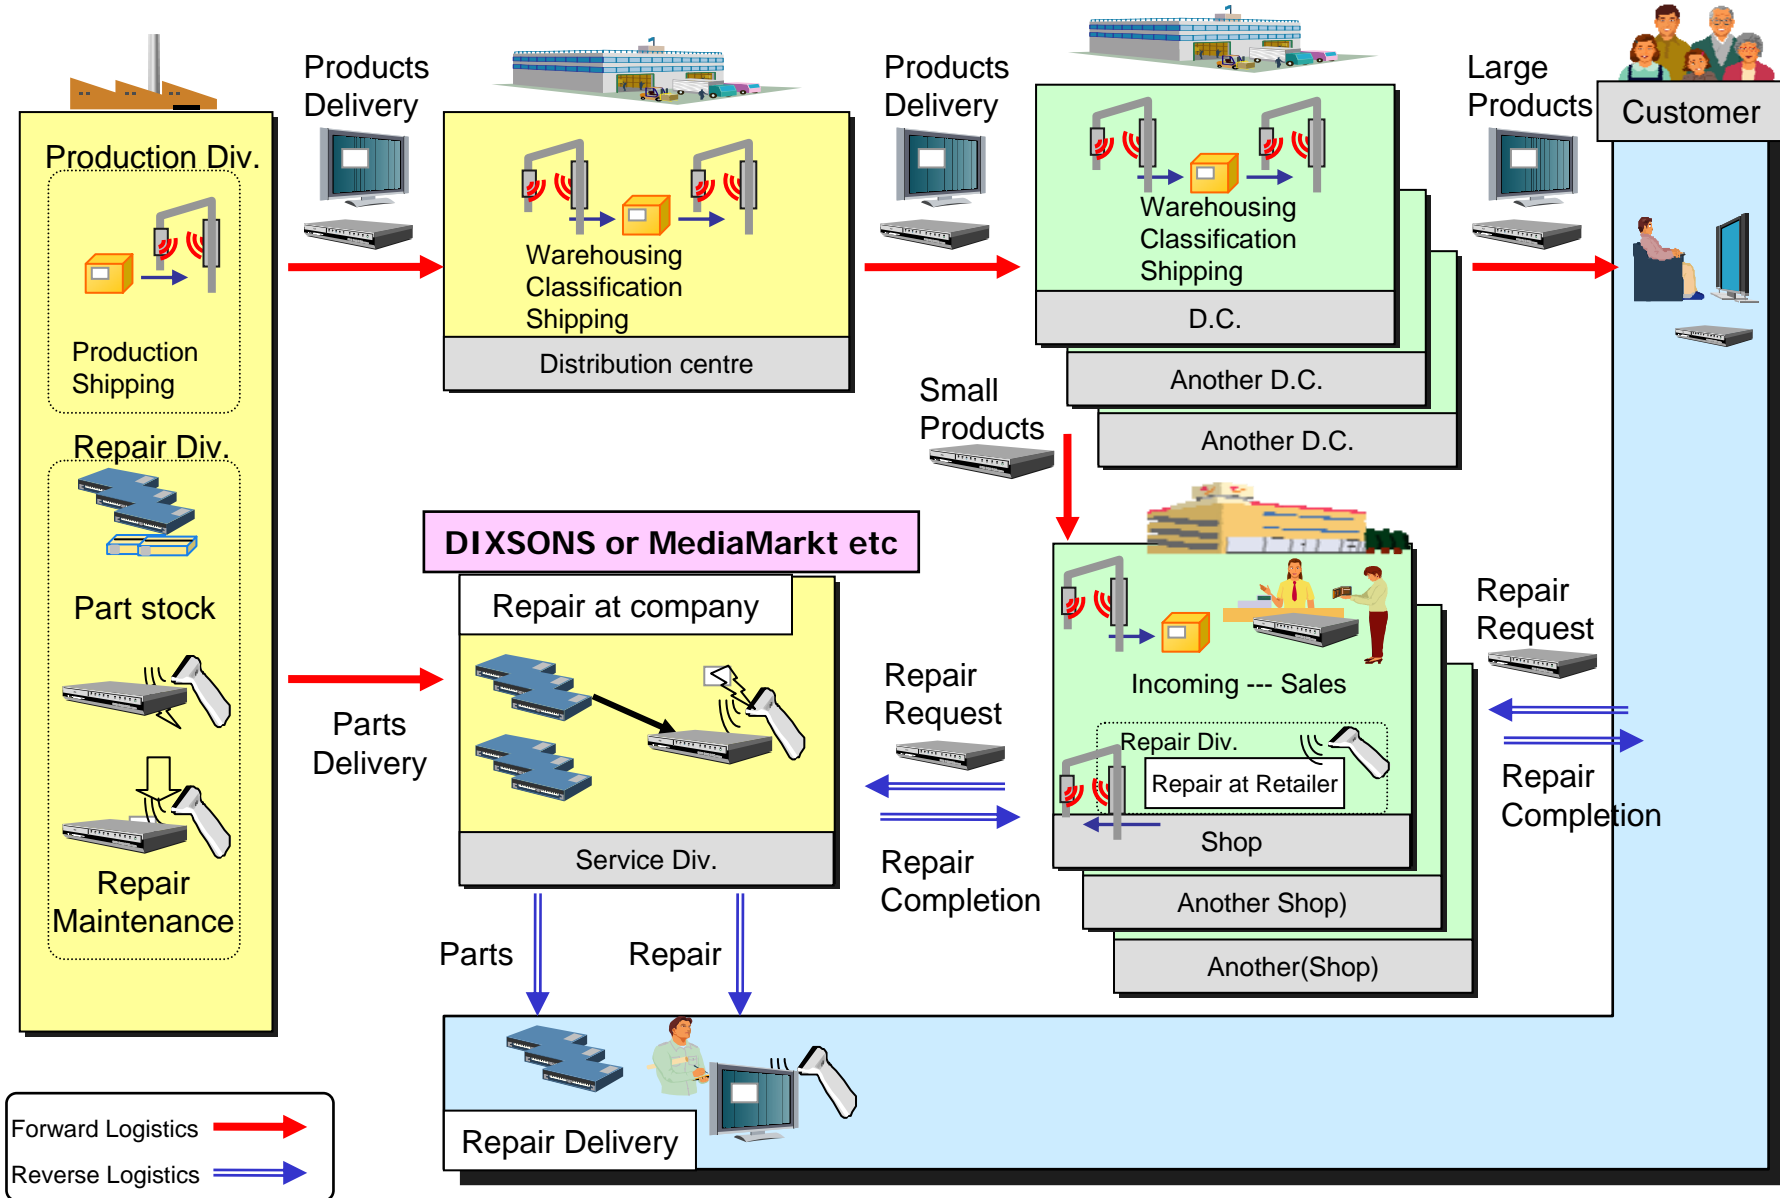 Products
Delivery
Products
Delivery
Large
Products
Customer
Production Div.
Production
Shipping
Warehousing
Classification
Shipping
Distribution centre
Warehousing
Classification
Shipping
D.C.
Another D.C.
Another D.C.
Small
Products
Repair Div.
Part stock
Repair
Maintenance
Parts
Delivery
DIXSONS or MediaMarkt etc
Repair at company
Service Div.
Repair
Request
Repair
Completion
Incoming --- Sales
Repair Div.
Repair at Retailer
Shop
Another Shop)
Another(Shop)
Repair
Request
Repair
Completion
Parts
Repair
Repair Delivery
Forward Logistics
Reverse Logistics